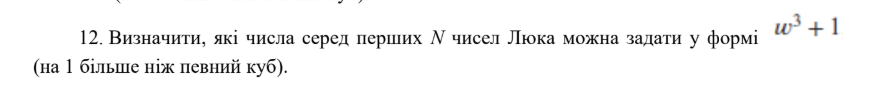 12. Визначити, які числа серед перших N чисел Люка можна задати у формі w³ + 1
(на 1 більше ніж певний куб).